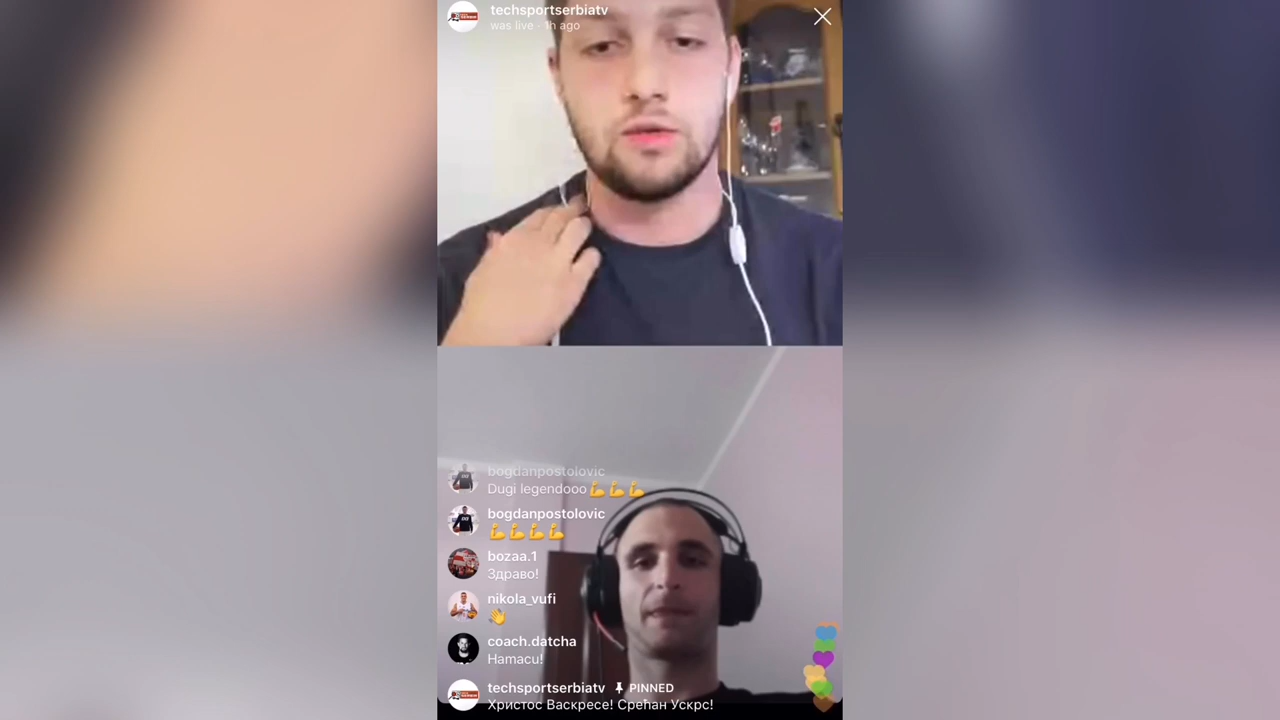 techsportserbiatv
was live · 1h ago
bogdanpostolovic
Dugi legendooo💪💪💪
bogdanpostolovic
💪💪💪💪
bozaa.1
Здраво!
nikola_vufi
👋
coach.datcha
Натаси!
techsportserbiatv PINNED
Христос Васкресе! Срећан Ускрс!